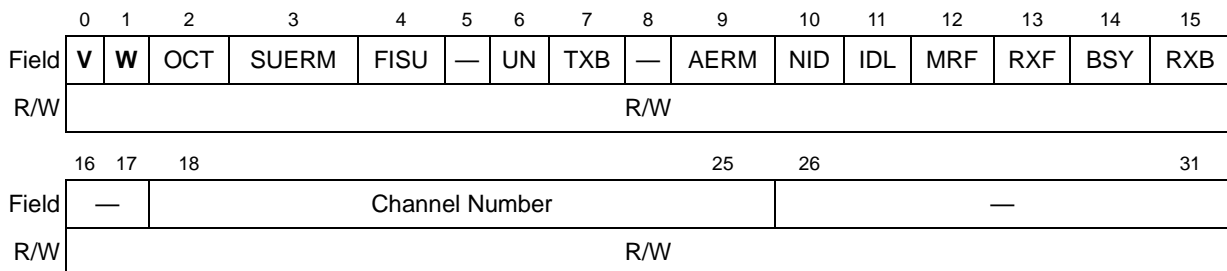 0 1 2 3 4 5 6 7 8 9 10 11 12 13 14 15
Field V W OCT SUERM FISU — UN TXB — AERM NID IDL MRF RXF BSY RXB
R/W R/W
16 17 18 25 26 31
Field — Channel Number —
R/W R/W